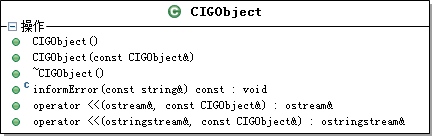 CIGObject
操作
CIGObject()
CIGObject(const CIGObject&)
~CIGObject()
informError(const string&) const : void
operator <<(ostream&, const CIGObject&) : ostream&
operator <<(ostringstream&, const CIGObject&) : ostringstream&